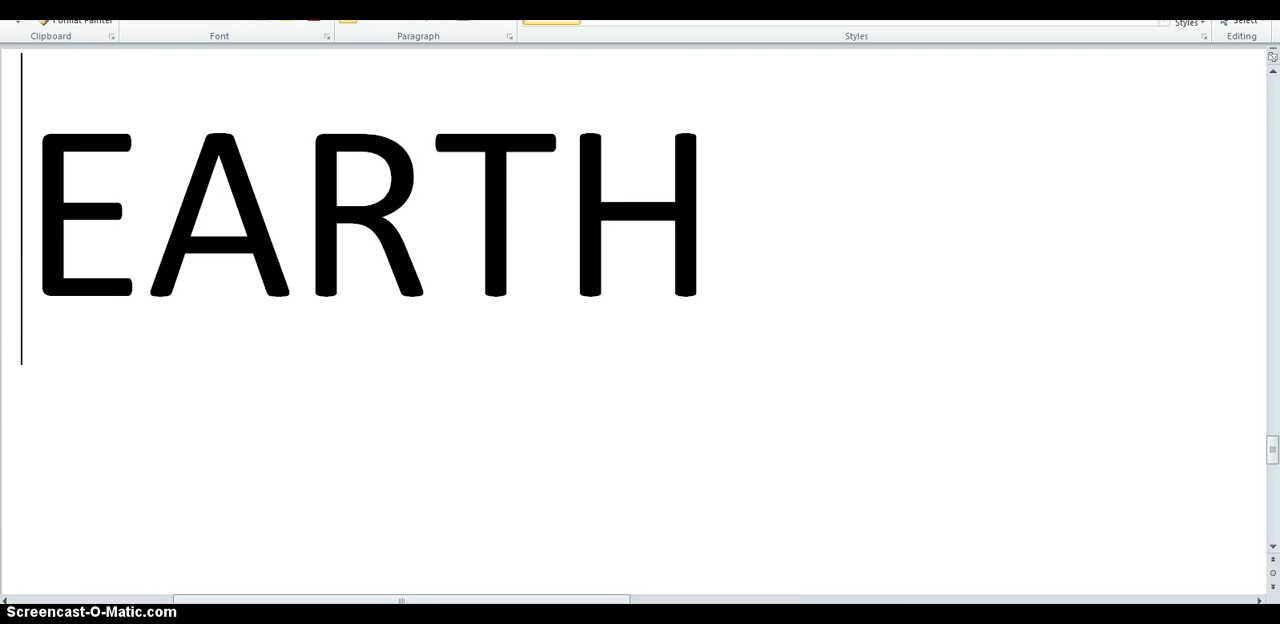 Format Painter
Styles
Select
Clipboard
Font
Paragraph
Styles
Editing
EARTH
Screencast-O-Matic.com